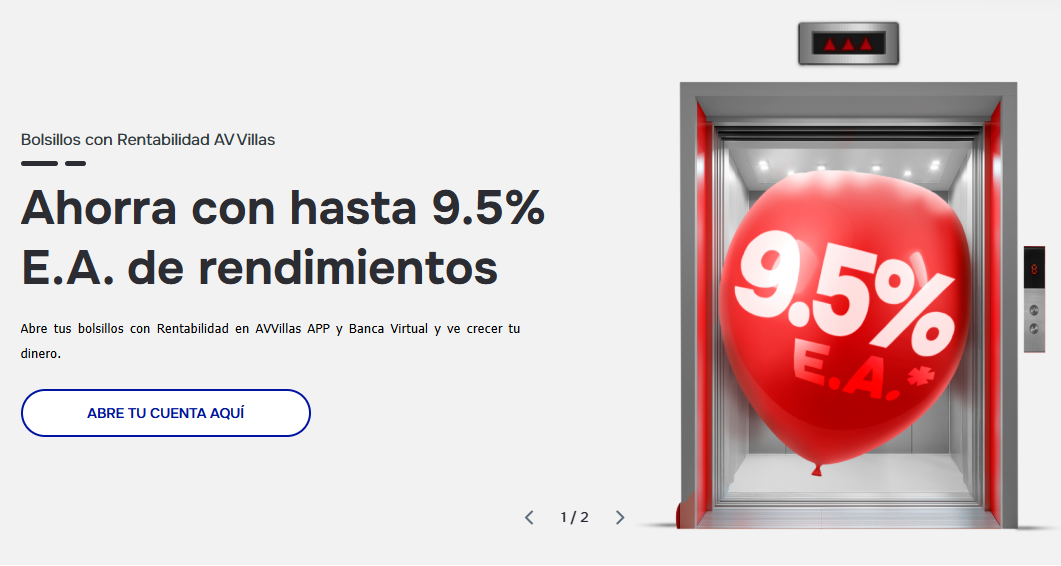 Bolsillos con Rentabilidad AV Villas
Ahorra con hasta 9.5%
E.A. de rendimientos
Abre tus bolsillos con Rentabilidad en AVVillas APP y Banca Virtual y ve crecer tu
dinero.
ABRE TU CUENTA AQUÍ
1 / 2
9.5%
E.A.*
8